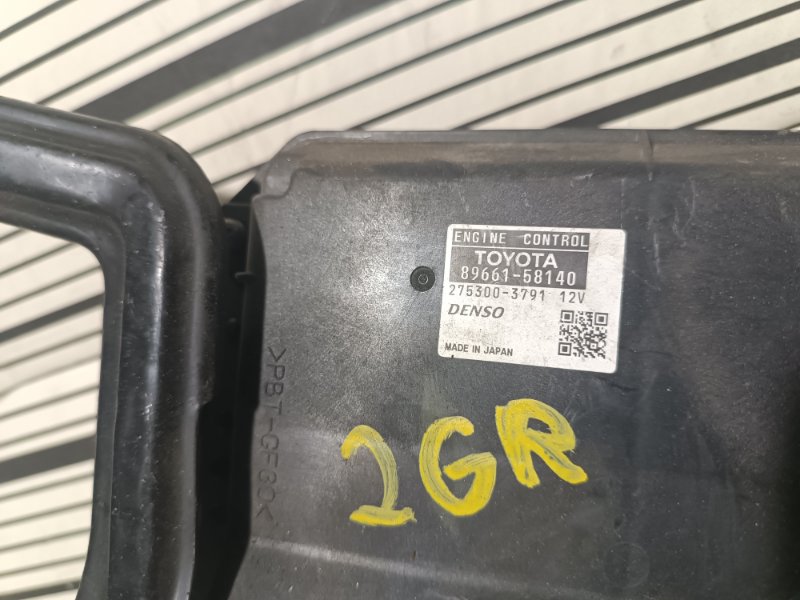 ENGINE CONTROL
TOYOTA
89661-58140
275300-3791 12V
DENSO
MADE IN JAPAN
>PBT-GF30<
2GR